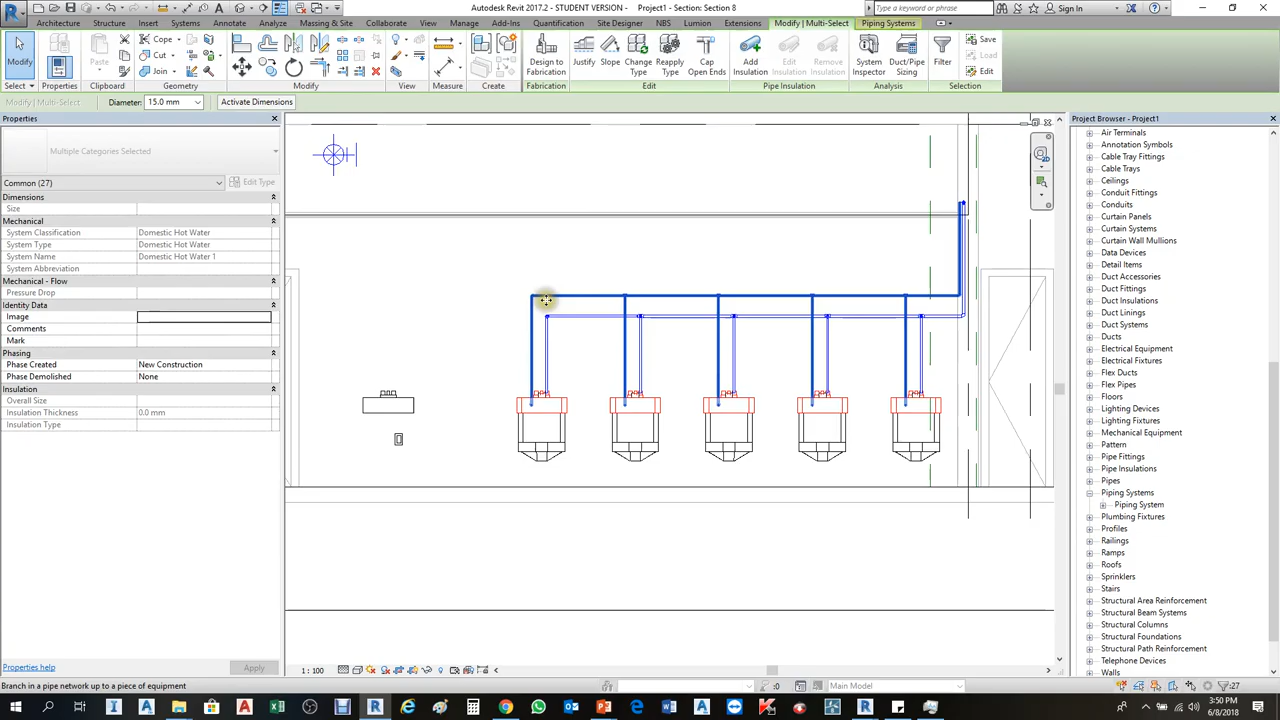 Autodesk Revit 2017.2 - STUDENT VERSION - Project1 - Section: Section 8
Type a keyword or phrase
Sign In
Architecture Structure Insert Systems Annotate Analyze Massing & Site Collaborate View Manage Add-Ins Quantification Site Designer NBS Lumion Extensions Modify | Multi-Select Piping Systems
Modify
Paste
Cope
Cut
Join
Design to
Fabrication
Justify
Slope
Change
Type
Reapply
Type
Cap
Open Ends
Add
Insulation
Edit
Insulation
Remove
Insulation
System
Inspector
Duct/Pipe
Sizing
Filter
Save
Load
Edit
Select Properties Clipboard Geometry Modify View Measure Create Fabrication Edit Pipe Insulation Analysis Selection
Modify | Multi-Select
Diameter: 15.0 mm
Activate Dimensions
Properties
Multiple Categories Selected
Common (27)
Edit Type
Dimensions
Size
Mechanical
System Classification Domestic Hot Water
System Type Domestic Hot Water
System Name Domestic Hot Water 1
System Abbreviation
Mechanical - Flow
Pressure Drop
Identity Data
Image
Comments
Mark
Phasing
Phase Created New Construction
Phase Demolished None
Insulation
Overall Size
Insulation Thickness 0.0 mm
Insulation Type
Properties help
Apply
1 : 100
Project Browser - Project1
Air Terminals
Annotation Symbols
Cable Tray Fittings
Cable Trays
Ceilings
Conduit Fittings
Conduits
Curtain Panels
Curtain Systems
Curtain Wall Mullions
Data Devices
Detail Items
Duct Accessories
Duct Fittings
Duct Insulations
Duct Linings
Duct Systems
Ducts
Electrical Equipment
Electrical Fixtures
Flex Ducts
Flex Pipes
Floors
Lighting Devices
Lighting Fixtures
Mechanical Equipment
Pattern
Pipe Fittings
Pipe Insulations
Pipes
Piping Systems
Piping System
Plumbing Fixtures
Profiles
Railings
Ramps
Roofs
Sprinklers
Stairs
Structural Area Reinforcement
Structural Beam Systems
Structural Columns
Structural Foundations
Structural Path Reinforcement
Telephone Devices
Walls
Branch in a pipe network up to a piece of equipment
:0
Main Model
:27
3:50 PM
6/8/2018